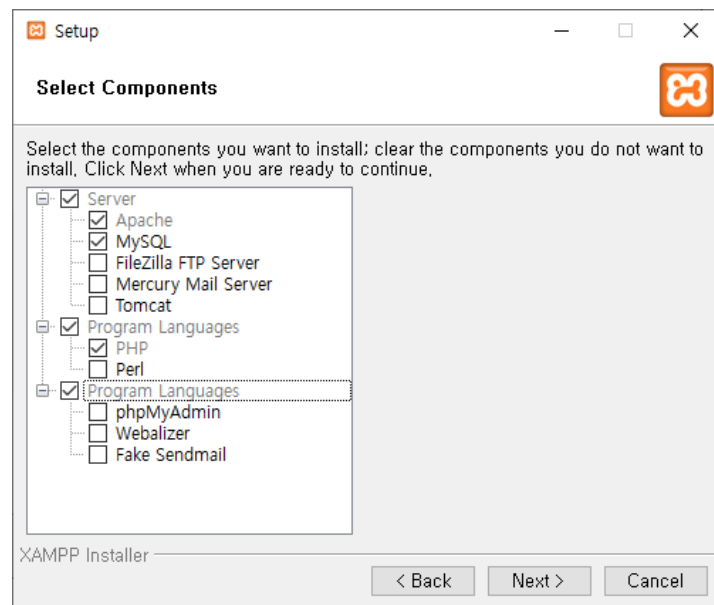 Setup
Select Components
Select the components you want to install; clear the components you do not want to
install. Click Next when you are ready to continue.
Server
Apache
MySQL
FileZilla FTP Server
Mercury Mail Server
Tomcat
Program Languages
PHP
Perl
Program Languages
phpMyAdmin
Webalizer
Fake Sendmail
XAMPP Installer
< Back
Next >
Cancel